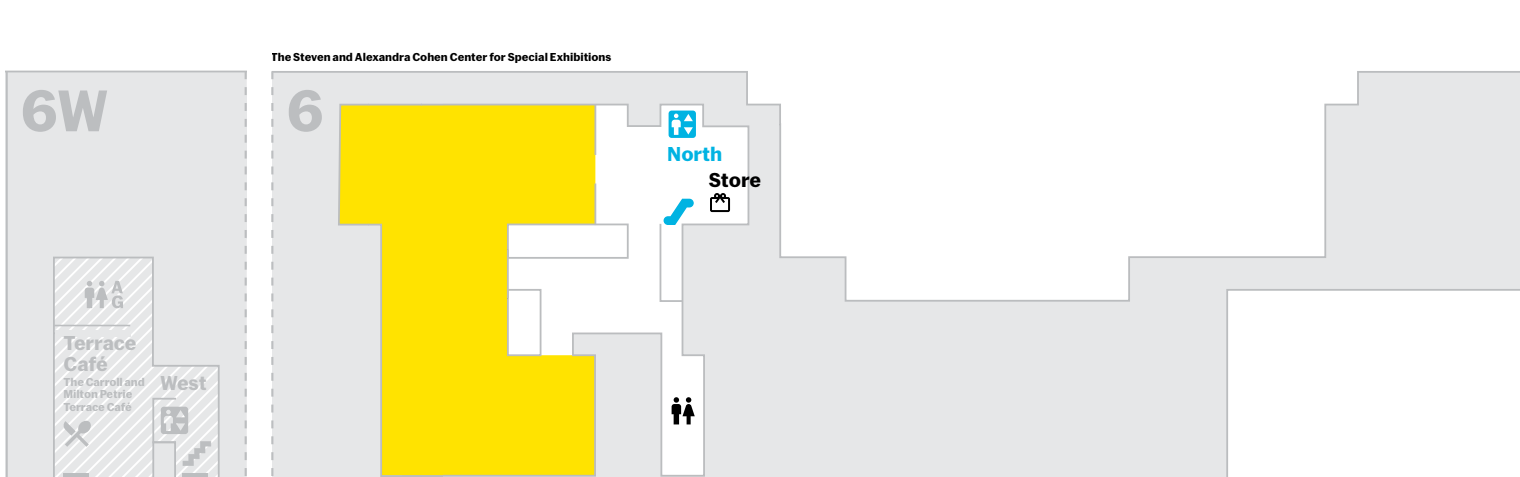 The Steven and Alexandra Cohen Center for Special Exhibitions
6W
6
North
Store
A
G
Terrace
Café
The Carroll and
Milton Petrie
Terrace Café
West